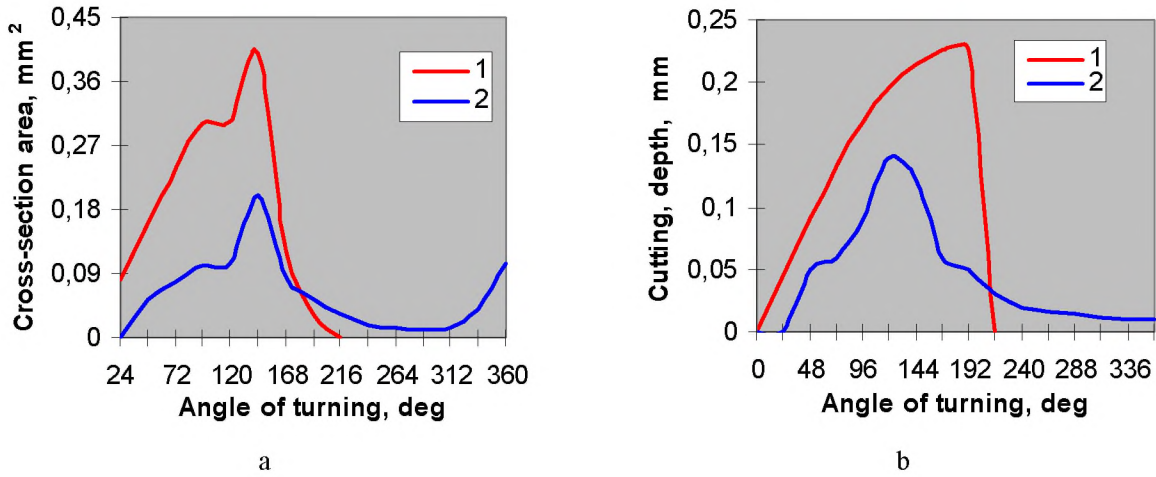 0,45
0,36
0,27
0,18
0,09
0
Cross-section area, mm²
1
2
24 72 120 168 216 264 312 360
Angle of turning, deg
a
0,25
0,2
0,15
0,1
0,05
0
Cutting, depth, mm
1
2
0 48 96 144 192 240 288 336
Angle of turning, deg
b